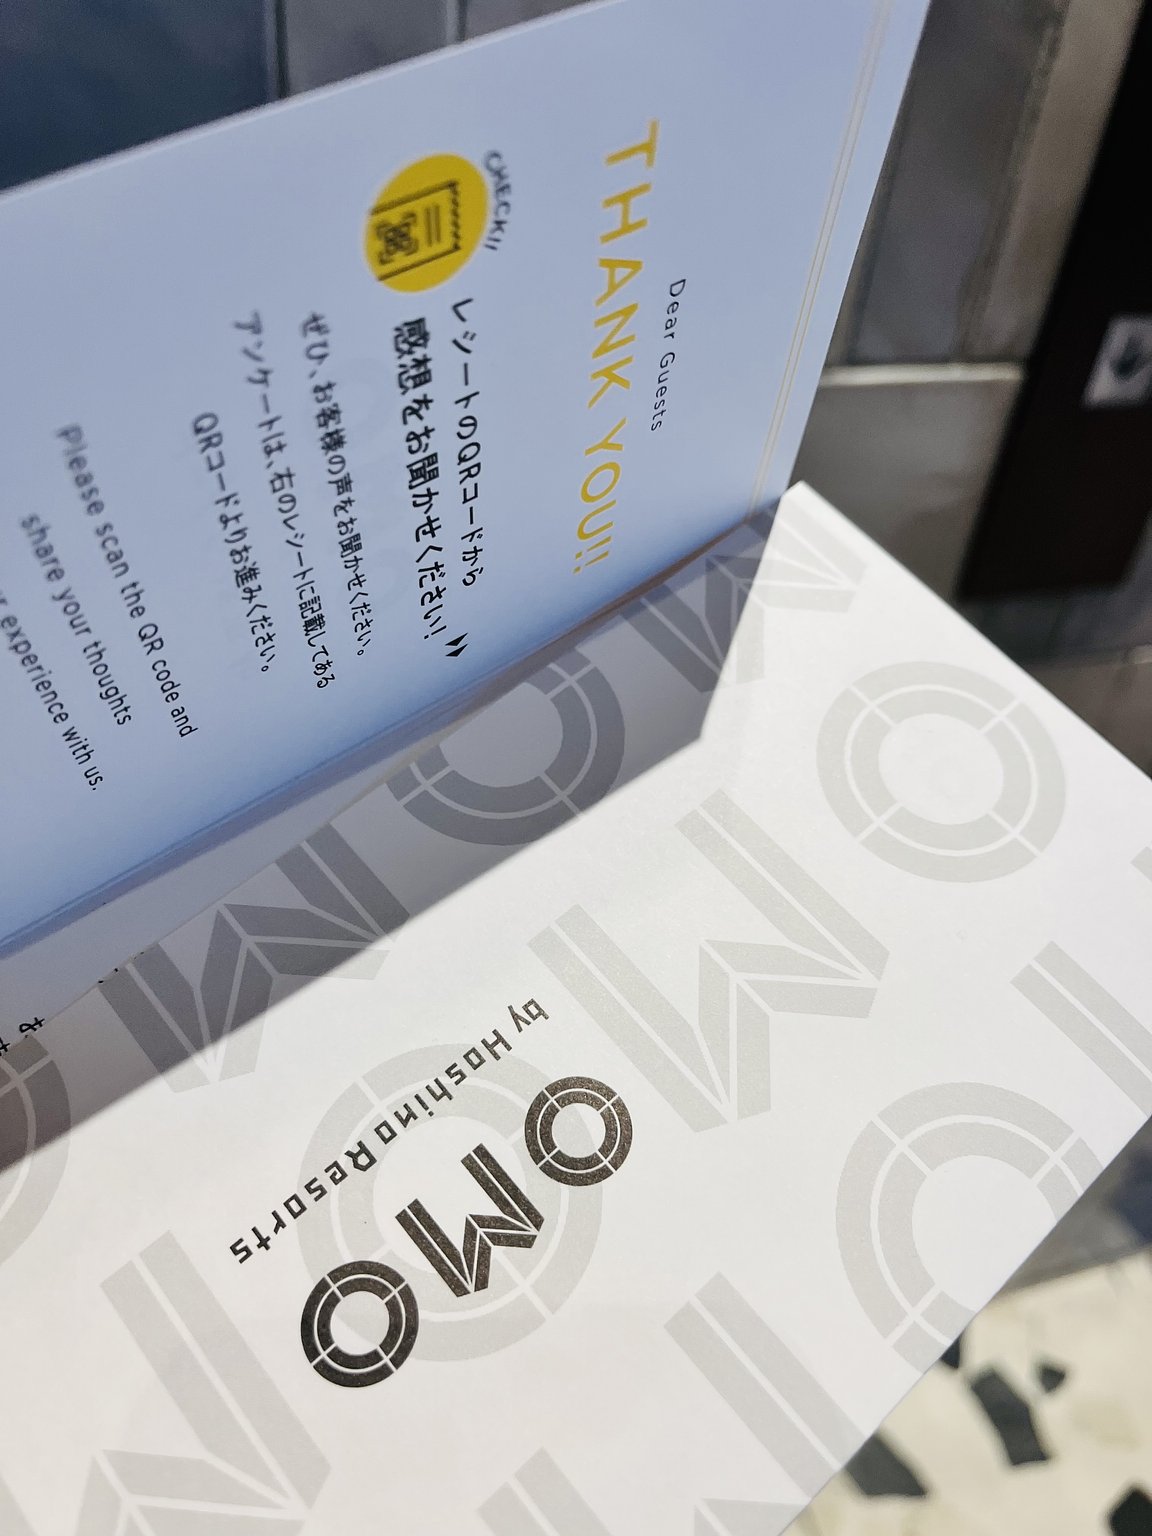 Dear Guests
THANK YOU!!
CHECK!!
レシートのQRコードから
感想をお聞かせください!
ぜひ、お客様の声をお聞かせください。
アンケートは、右のレシートに記載してある
QRコードよりお進みください。
Please scan the QR code and
share your thoughts
experience with us.
OMO
by Hoshino Resorts